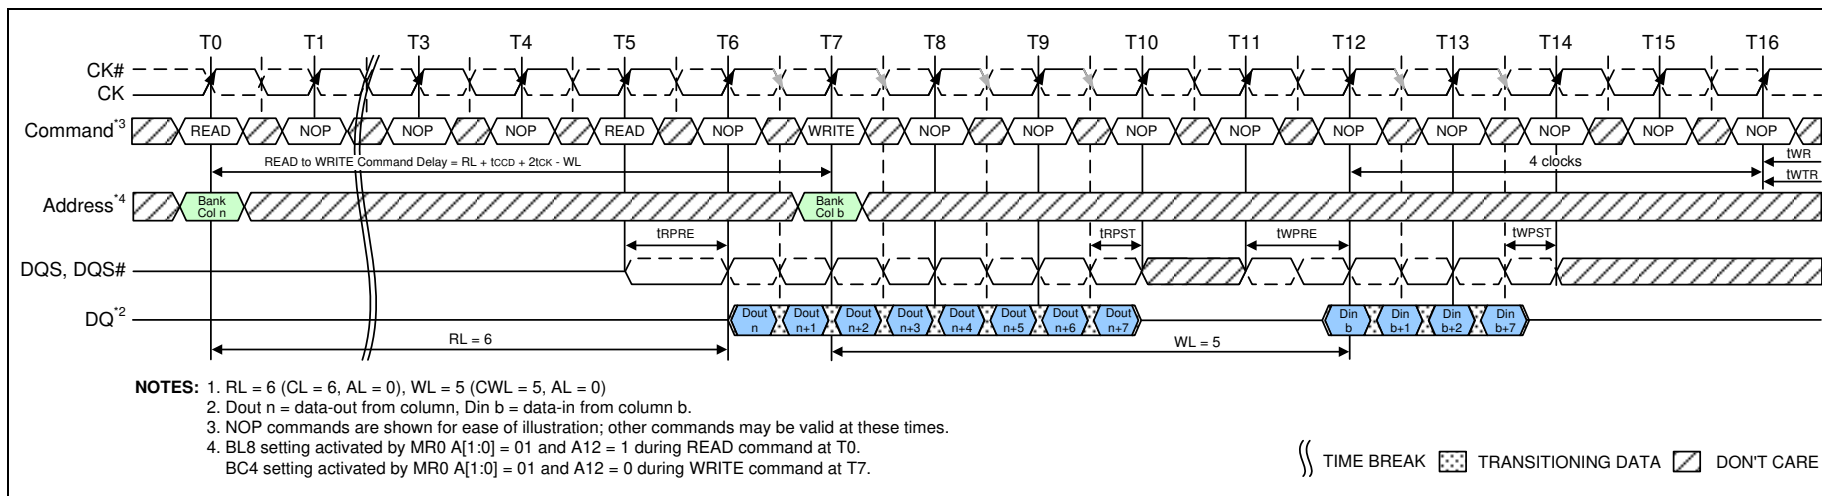 T0 T1 T3 T4 T5 T6 T7 T8 T9 T10 T11 T12 T13 T14 T15 T16
CK#
CK
Command*3 READ NOP NOP NOP READ NOP WRITE NOP NOP NOP NOP NOP NOP NOP NOP NOP
READ to WRITE Command Delay = RL + tCCD + 2tCK - WL 4 clocks tWR
tWTR
Address*4 Bank Col n Bank Col b
tRPRE tRPST tWPRE tWPST
DQS, DQS#
DQ*2 Dout n Dout n+1 Dout n+2 Dout n+3 Dout n+4 Dout n+5 Dout n+6 Dout n+7 Din b Din b+1 Din b+2 Din b+7
RL = 6 WL = 5
NOTES: 1. RL = 6 (CL = 6, AL = 0), WL = 5 (CWL = 5, AL = 0)
2. Dout n = data-out from column, Din b = data-in from column b.
3. NOP commands are shown for ease of illustration; other commands may be valid at these times.
4. BL8 setting activated by MR0 A[1:0] = 01 and A12 = 1 during READ command at T0.
BC4 setting activated by MR0 A[1:0] = 01 and A12 = 0 during WRITE command at T7.
TIME BREAK TRANSITIONING DATA DON'T CARE